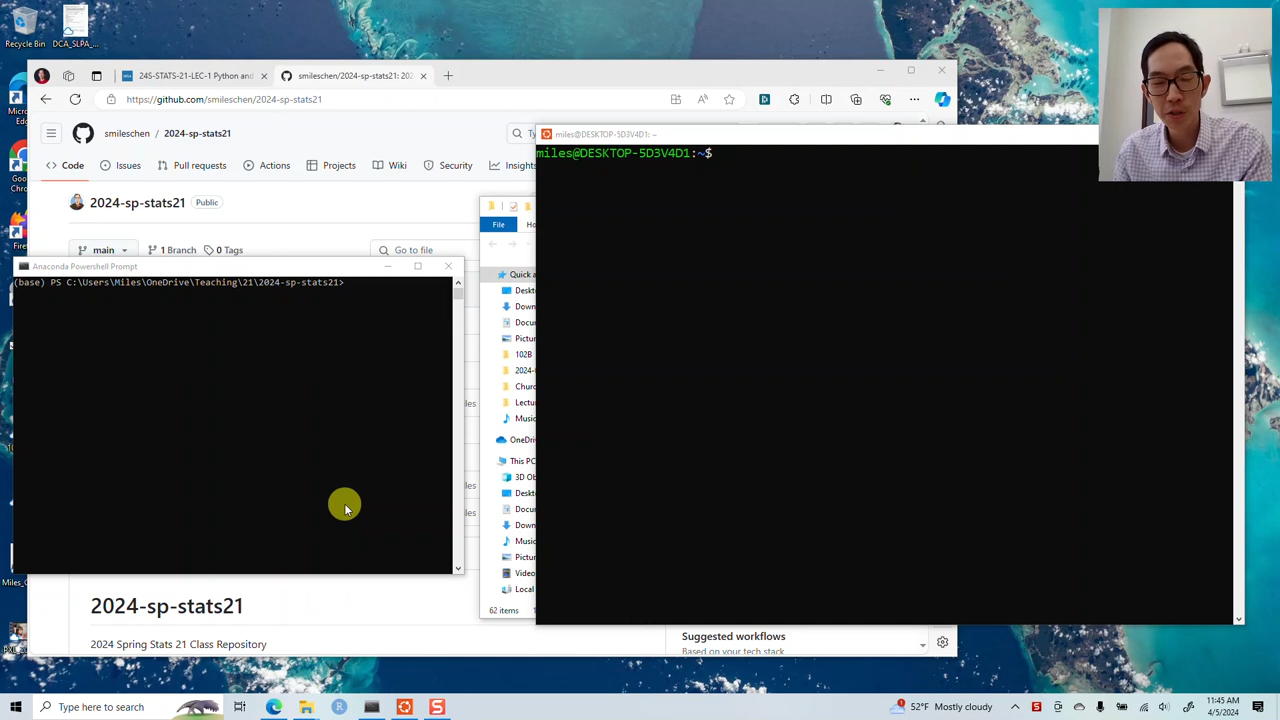 Recycle Bin
DCA_SLPA_...
24S-STATS-21-LEC-1 Python and
smileschen/2024-sp-stats21: 202
https://github.com/smileschen/2024-sp-stats21
smileschen / 2024-sp-stats21
Code
Issues
Pull requests
Actions
Projects
Wiki
Security
Insights
2024-sp-stats21
Public
main
1 Branch
0 Tags
Go to file
miles@DESKTOP-5D3V4D1: ~
miles@DESKTOP-5D3V4D1:~$
Anaconda Powershell Prompt
(base) PS C:\Users\Miles\OneDrive\Teaching\21\2024-sp-stats21>
File
Ho
Quick a
Deskt
Down
Docu
Pictur
102B
2024-
Churc
Lectu
Music
OneDri
This PC
3D Ob
Deskt
Docu
Down
Music
Pictur
Video
Local
62 items
2024-sp-stats21
2024 Spring Stats 21 Class Repository
Suggested workflows
Based on your tech stack
Type here to search
52°F Mostly cloudy
11:45 AM
4/5/2024